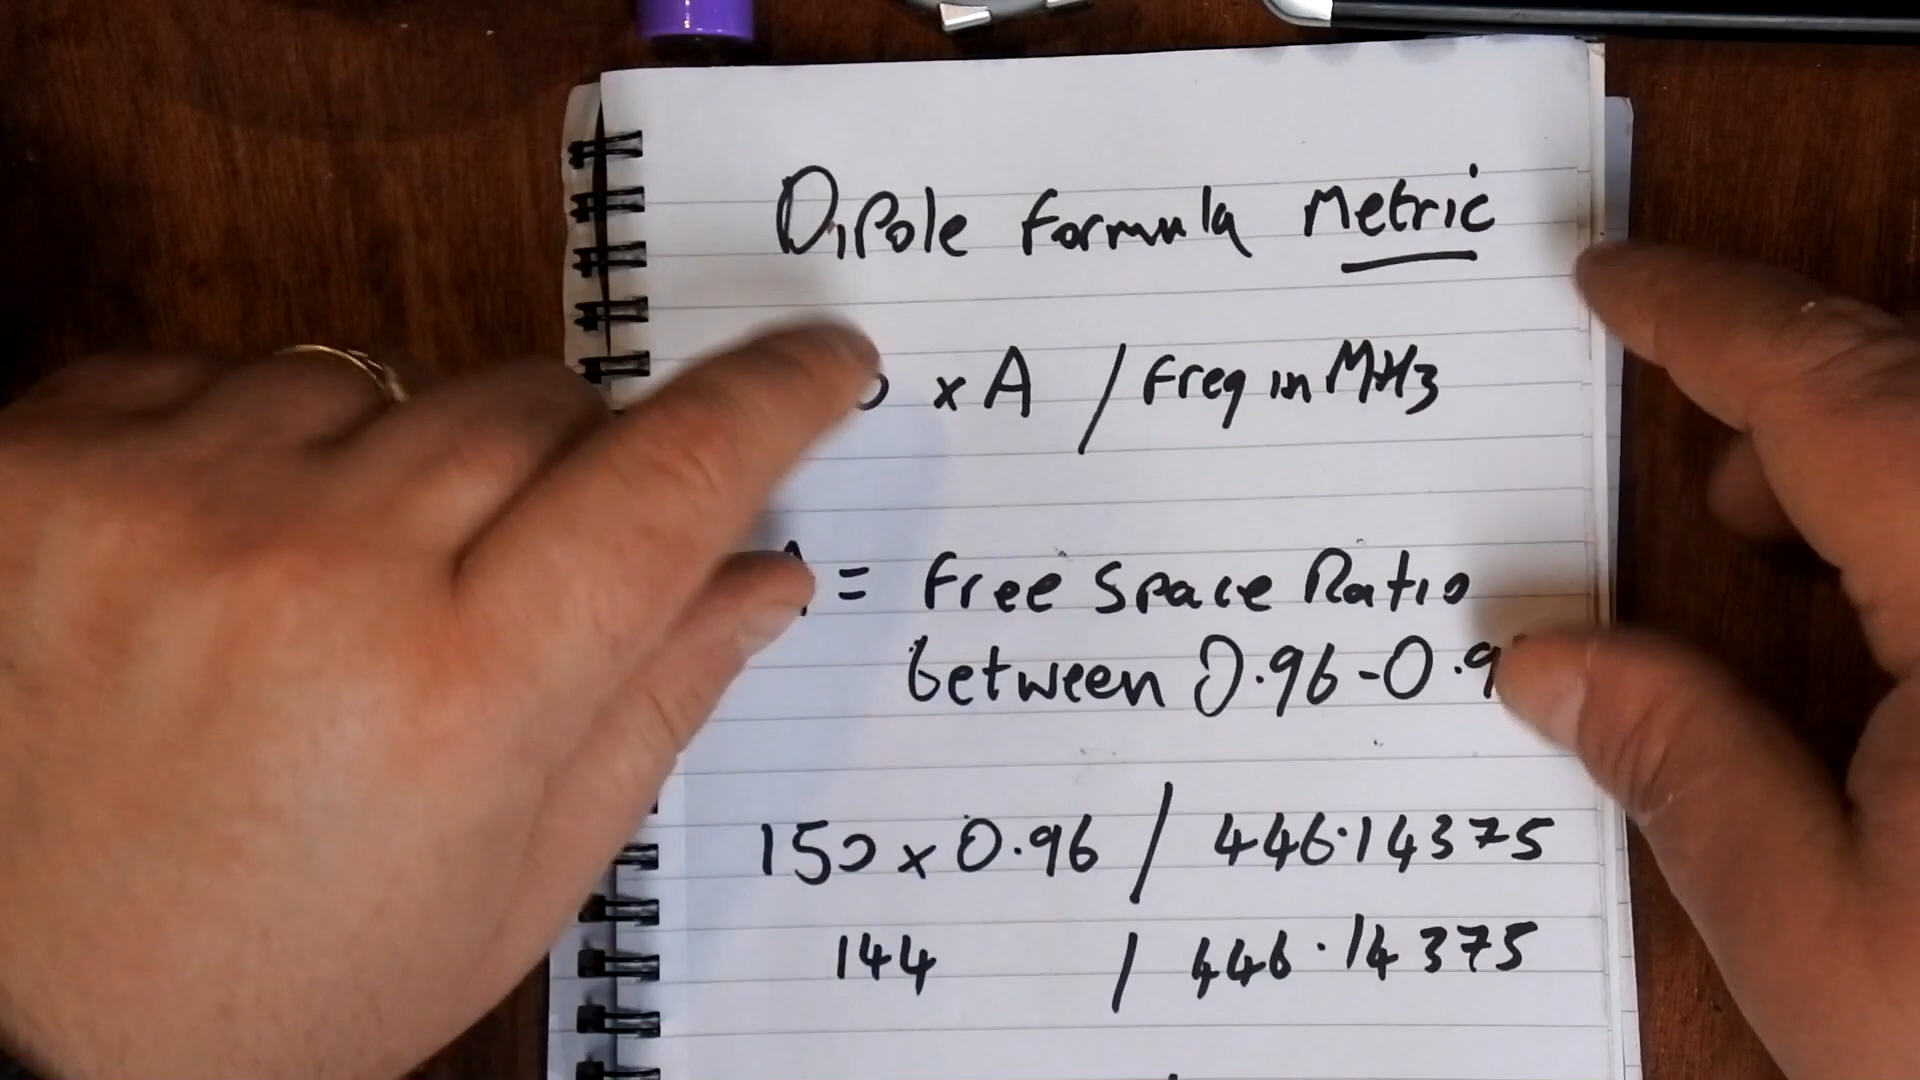 Dipole Formula Metric
x A / Freq in MHz
= Free Space Ratio
between 0.96-0.9
150 x 0.96 / 446.14375
144 / 446.14375